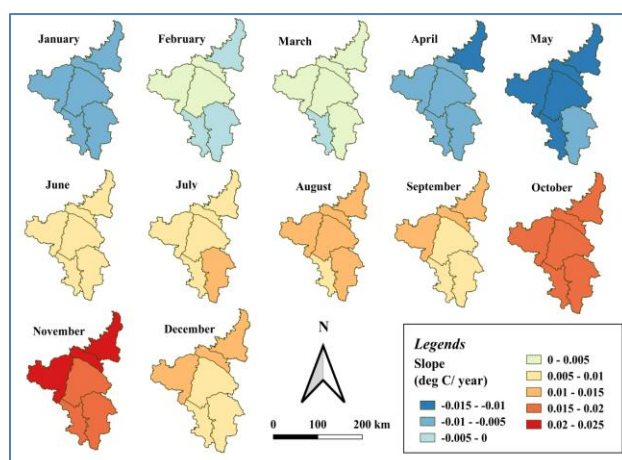 January
February
March
April
May
June
July
August
September
October
November
December
N
0 100 200 km
Legends
Slope
(deg C/ year)
-0.015 - -0.01
-0.01 - -0.005
-0.005 - 0
0 - 0.005
0.005 - 0.01
0.01 - 0.015
0.015 - 0.02
0.02 - 0.025